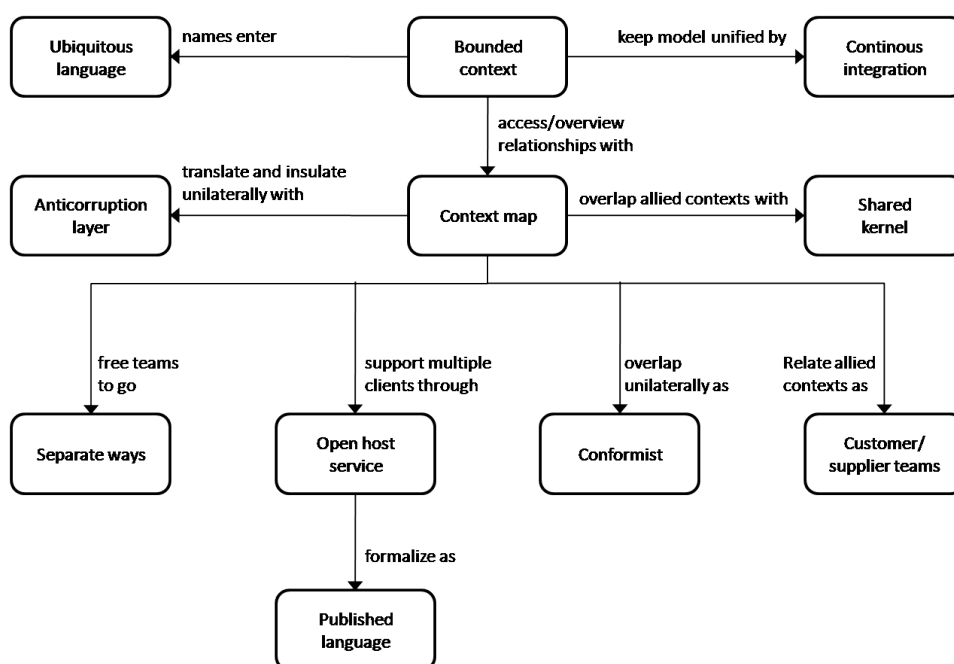 Ubiquitous
language
names enter
Bounded
context
keep model unified by
Continous
integration
access/overview
relationships with
Anticorruption
layer
translate and insulate
unilaterally with
Context map
overlap allied contexts with
Shared
kernel
free teams
to go
support multiple
clients through
overlap
unilaterally as
Relate allied
contexts as
Separate ways
Open host
service
Conformist
Customer/
supplier teams
formalize as
Published
language